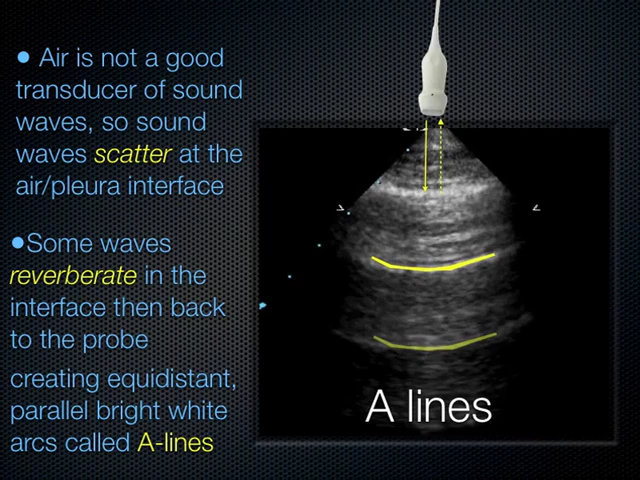 ● Air is not a good
transducer of sound
waves, so sound
waves scatter at the
air/pleura interface
●Some waves
reverberate in the
interface then back
to the probe
creating equidistant,
parallel bright white
arcs called A-lines
A lines